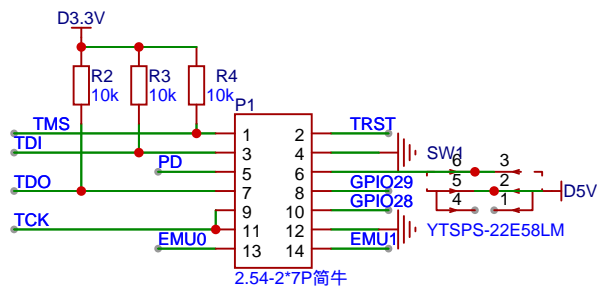 D3.3V
R2 R3 R4
10k 10k 10k
P1
TMS 1 2 TRST
TDI 3 4
PD 5 6
TDO 7 8 GPIO29
9 10 GPIO28
TCK 11 12
EMU0 13 14 EMU1
2.54-2*7P简牛
SW1
6 3
5 2 D5V
4 1
YTSPS-22E58LM